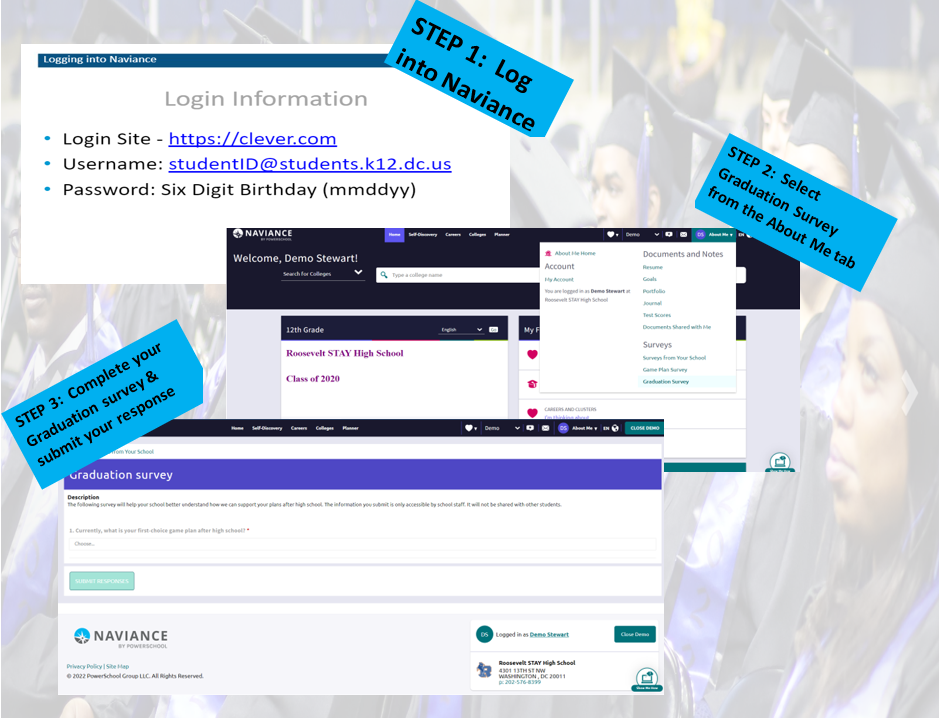 STEP 1: Log
into Naviance
Logging into Naviance
Login Information
• Login Site - https://clever.com
• Username: studentID@students.k12.dc.us
• Password: Six Digit Birthday (mmddyy)
STEP 2: Select
Graduation Survey
from the About Me tab
NAVIANCE
BY POWERSCHOOL
Home Self-Discovery Careers Colleges Planner
Demo DS About Me EN
Welcome, Demo Stewart!
Search for Colleges
Type a college name
About Me Home
Account
My Account
You are logged in as Demo Stewart at
Roosevelt STAY High School
Documents and Notes
Resume
Goals
Portfolio
Journal
Test Scores
Documents Shared with Me
Surveys
Surveys from Your School
Game Plan Survey
Graduation Survey
12th Grade
English
Go
My F
Roosevelt STAY High School
Class of 2020
CAREERS AND CLUSTERS
I'm thinking about
Show Me How
STEP 3: Complete your
Graduation survey &
submit your response
Home Self-Discovery Careers Colleges Planner
Demo DS About Me EN CLOSE DEMO
from Your School
Graduation survey
Description
The following survey will help your school better understand how we can support your plans after high school. The information you submit is only accessible by school staff. It will not be shared with other students.
1. Currently, what is your first-choice game plan after high school? *
Choose...
SUBMIT RESPONSES
NAVIANCE
BY POWERSCHOOL
Privacy Policy | Site Map
© 2022 PowerSchool Group LLC. All Rights Reserved.
DS Logged in as Demo Stewart
Close Demo
Roosevelt STAY High School
4301 13TH ST NW
WASHINGTON , DC 20011
p: 202-576-8399
Show Me How